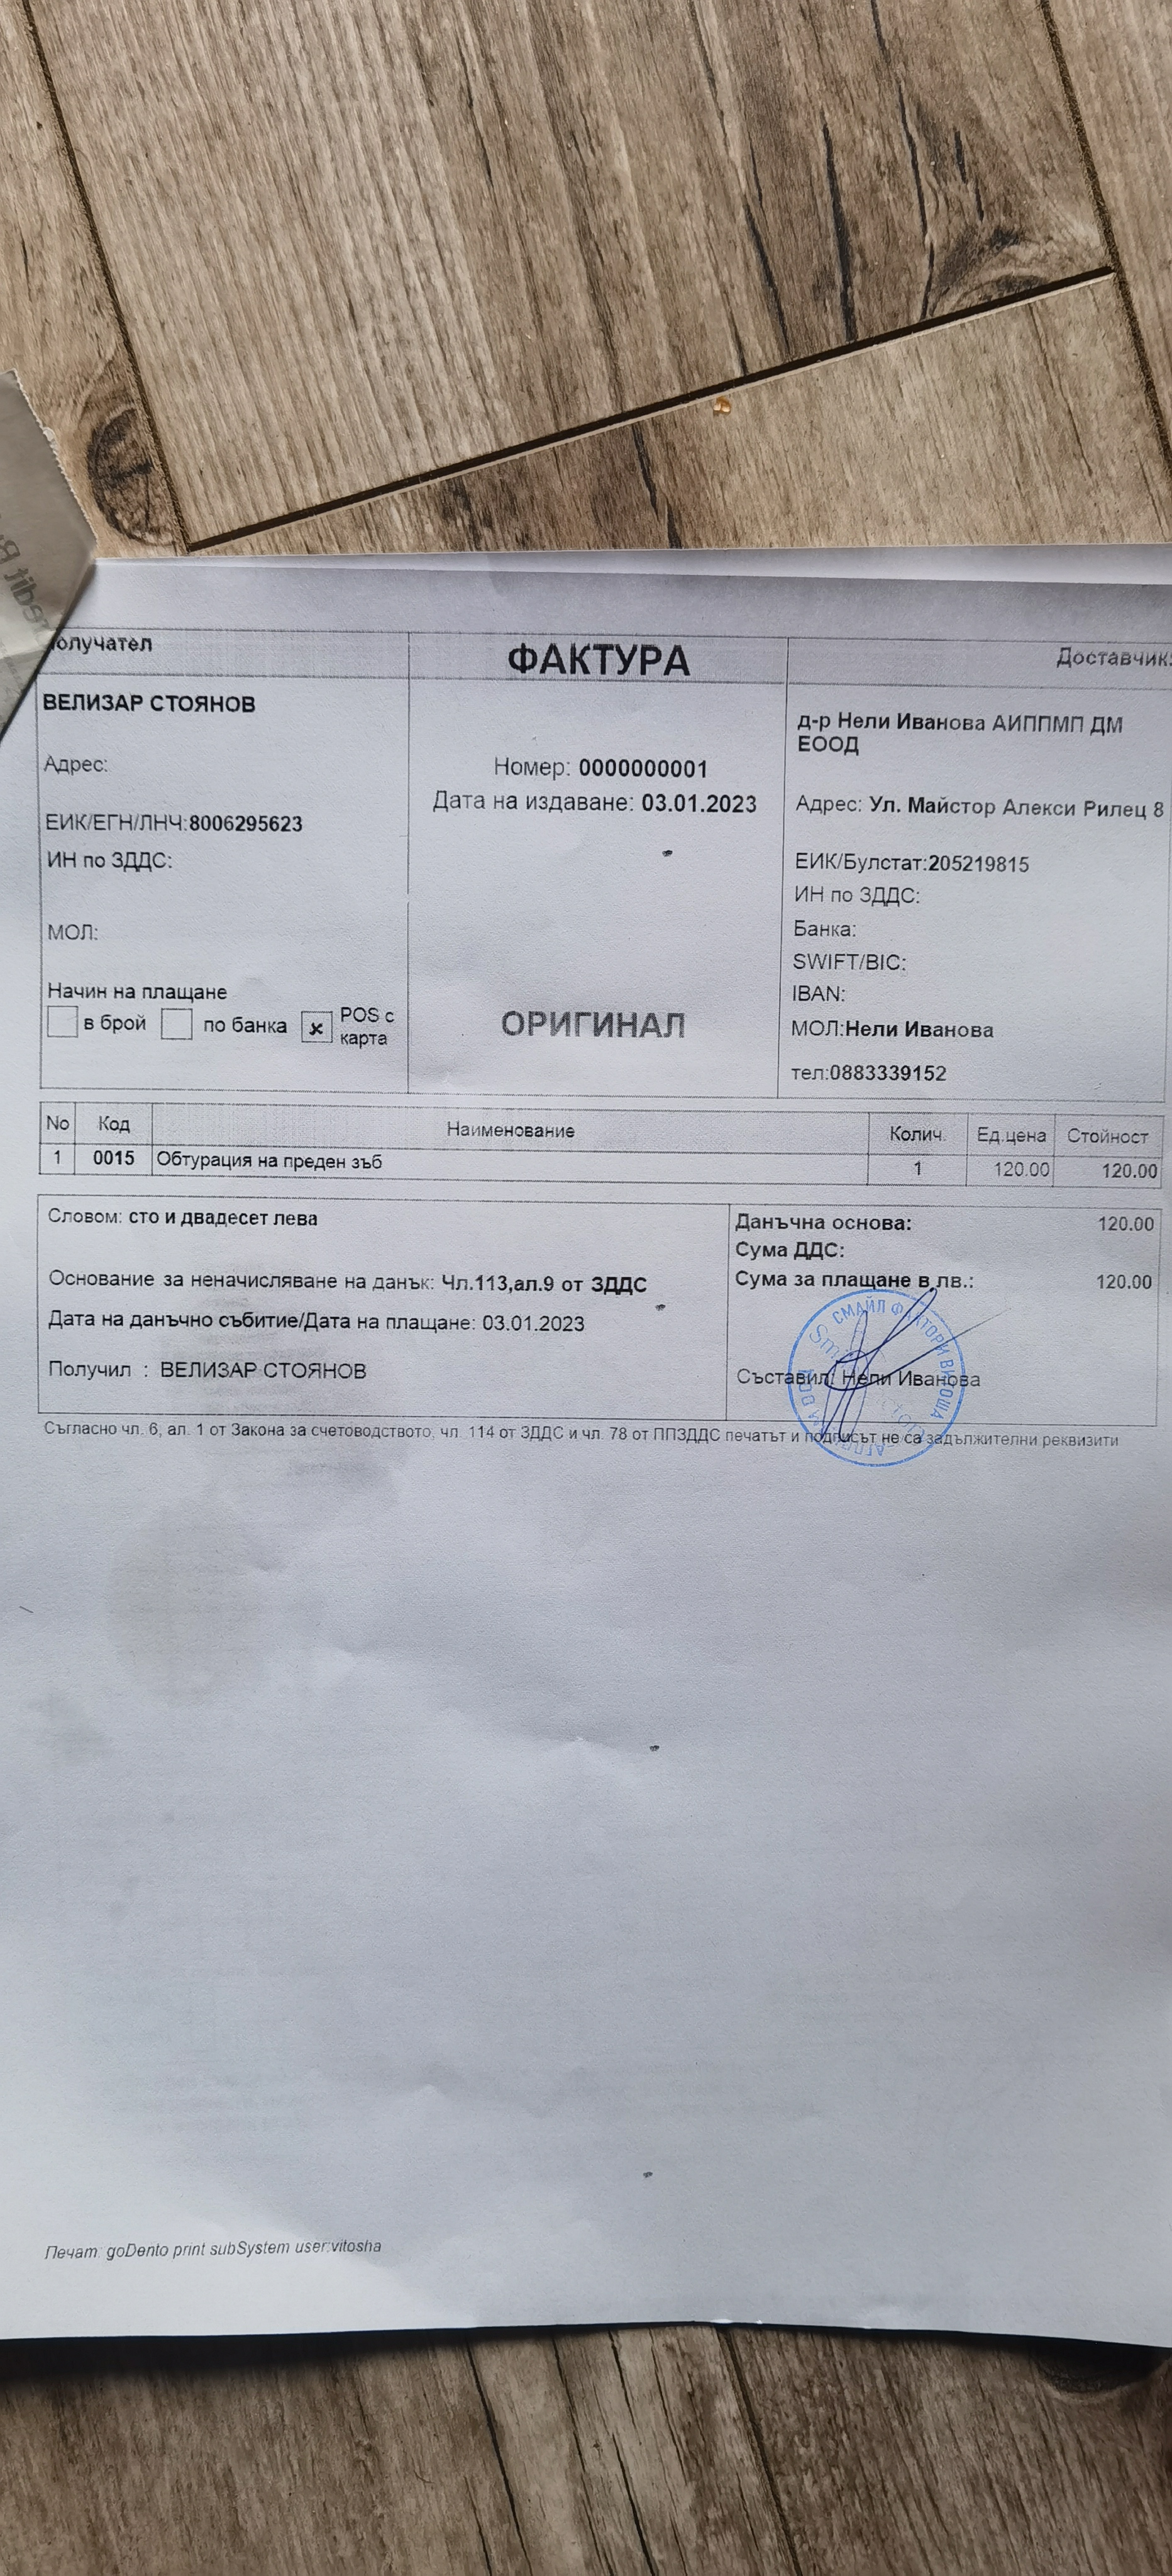 олучател
ФАКТУРА
Доставчик:
ВЕЛИЗАР СТОЯНОВ
Адрес:
ЕИК/ЕГН/ЛНЧ:8006295623
ИН по ЗДДС:
МОЛ:
Начин на плащане
в брой
по банка
x
POS с
карта
Номер: 0000000001
Дата на издаване: 03.01.2023
ОРИГИНАЛ
д-р Нели Иванова АИППМП ДМ
ЕООД
Адрес: Ул. Майстор Алекси Рилец 8
ЕИК/Булстат:205219815
ИН по ЗДДС:
Банка:
SWIFT/BIC:
IBAN:
МОЛ:Нели Иванова
тел:0883339152
No Код Наименование Колич. Ед.цена Стойност
1 0015 Обтурация на преден зъб 1 120.00 120.00
Словом: сто и двадесет лева
Основание за неначисляване на данък: Чл.113,ал.9 от ЗДДС
Дата на данъчно събитие/Дата на плащане: 03.01.2023
Получил : ВЕЛИЗАР СТОЯНОВ
Данъчна основа: 120.00
Сума ДДС:
Сума за плащане в лв.: 120.00
Съставил: Нели Иванова
СМАЙЛ ФАКТОРИ ВИТОША
Съгласно чл. 6, ал. 1 от Закона за счетоводството, чл. 114 от ЗДДС и чл. 78 от ППЗДДС печатът и подписът не са задължителни реквизити
Печат: goDento print subSystem user:vitosha